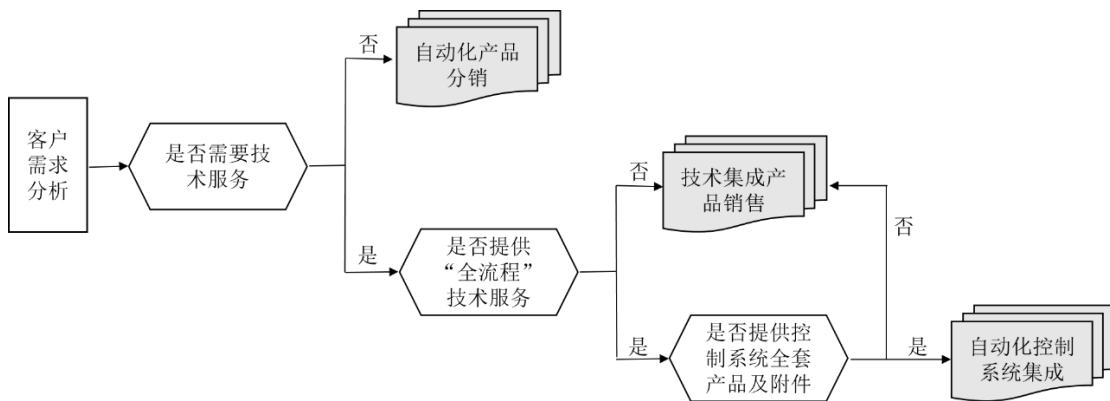 客户
需求
分析
是否需要技
术服务
否
自动化产品
分销
是
是否提供
“全流程”
技术服务
否
技术集成产
品销售
是
是否提供控
制系统全套
产品及附件
否
是
自动化控制
系统集成